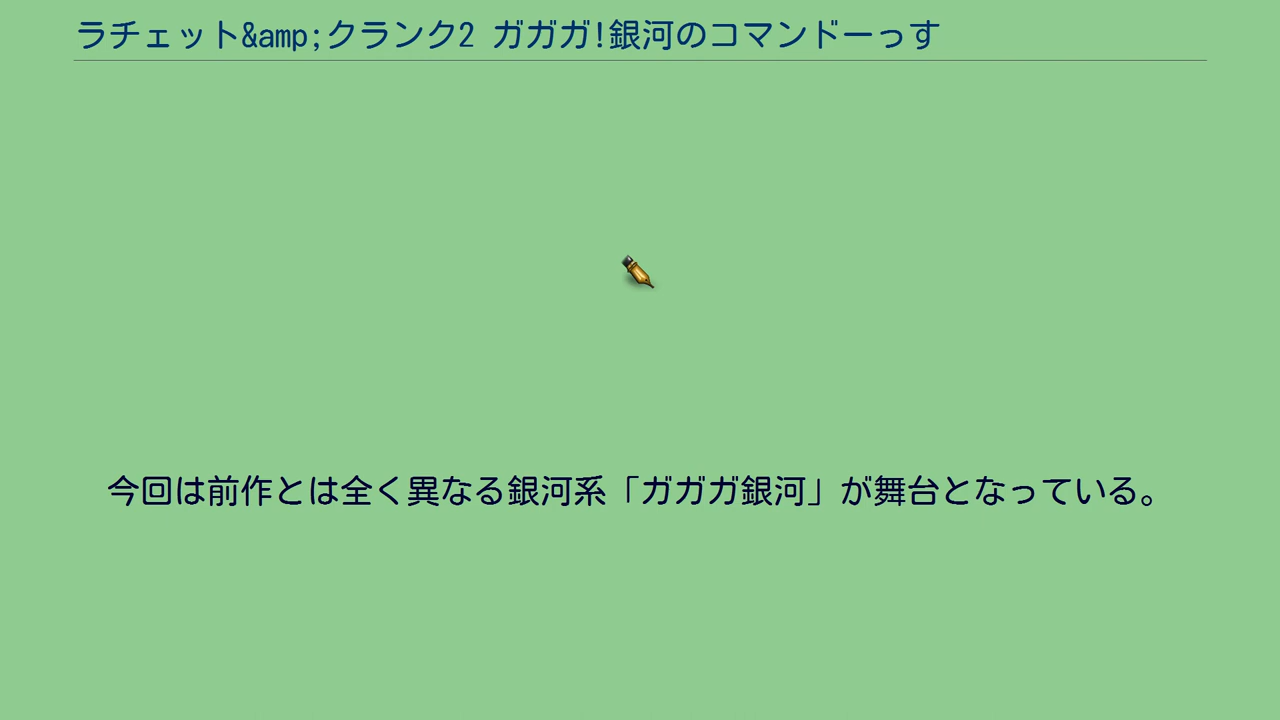 ラチェット&amp;クランク2 ガガガ!銀河のコマンドーっす
今回は前作とは全く異なる銀河系「ガガガ銀河」が舞台となっている。